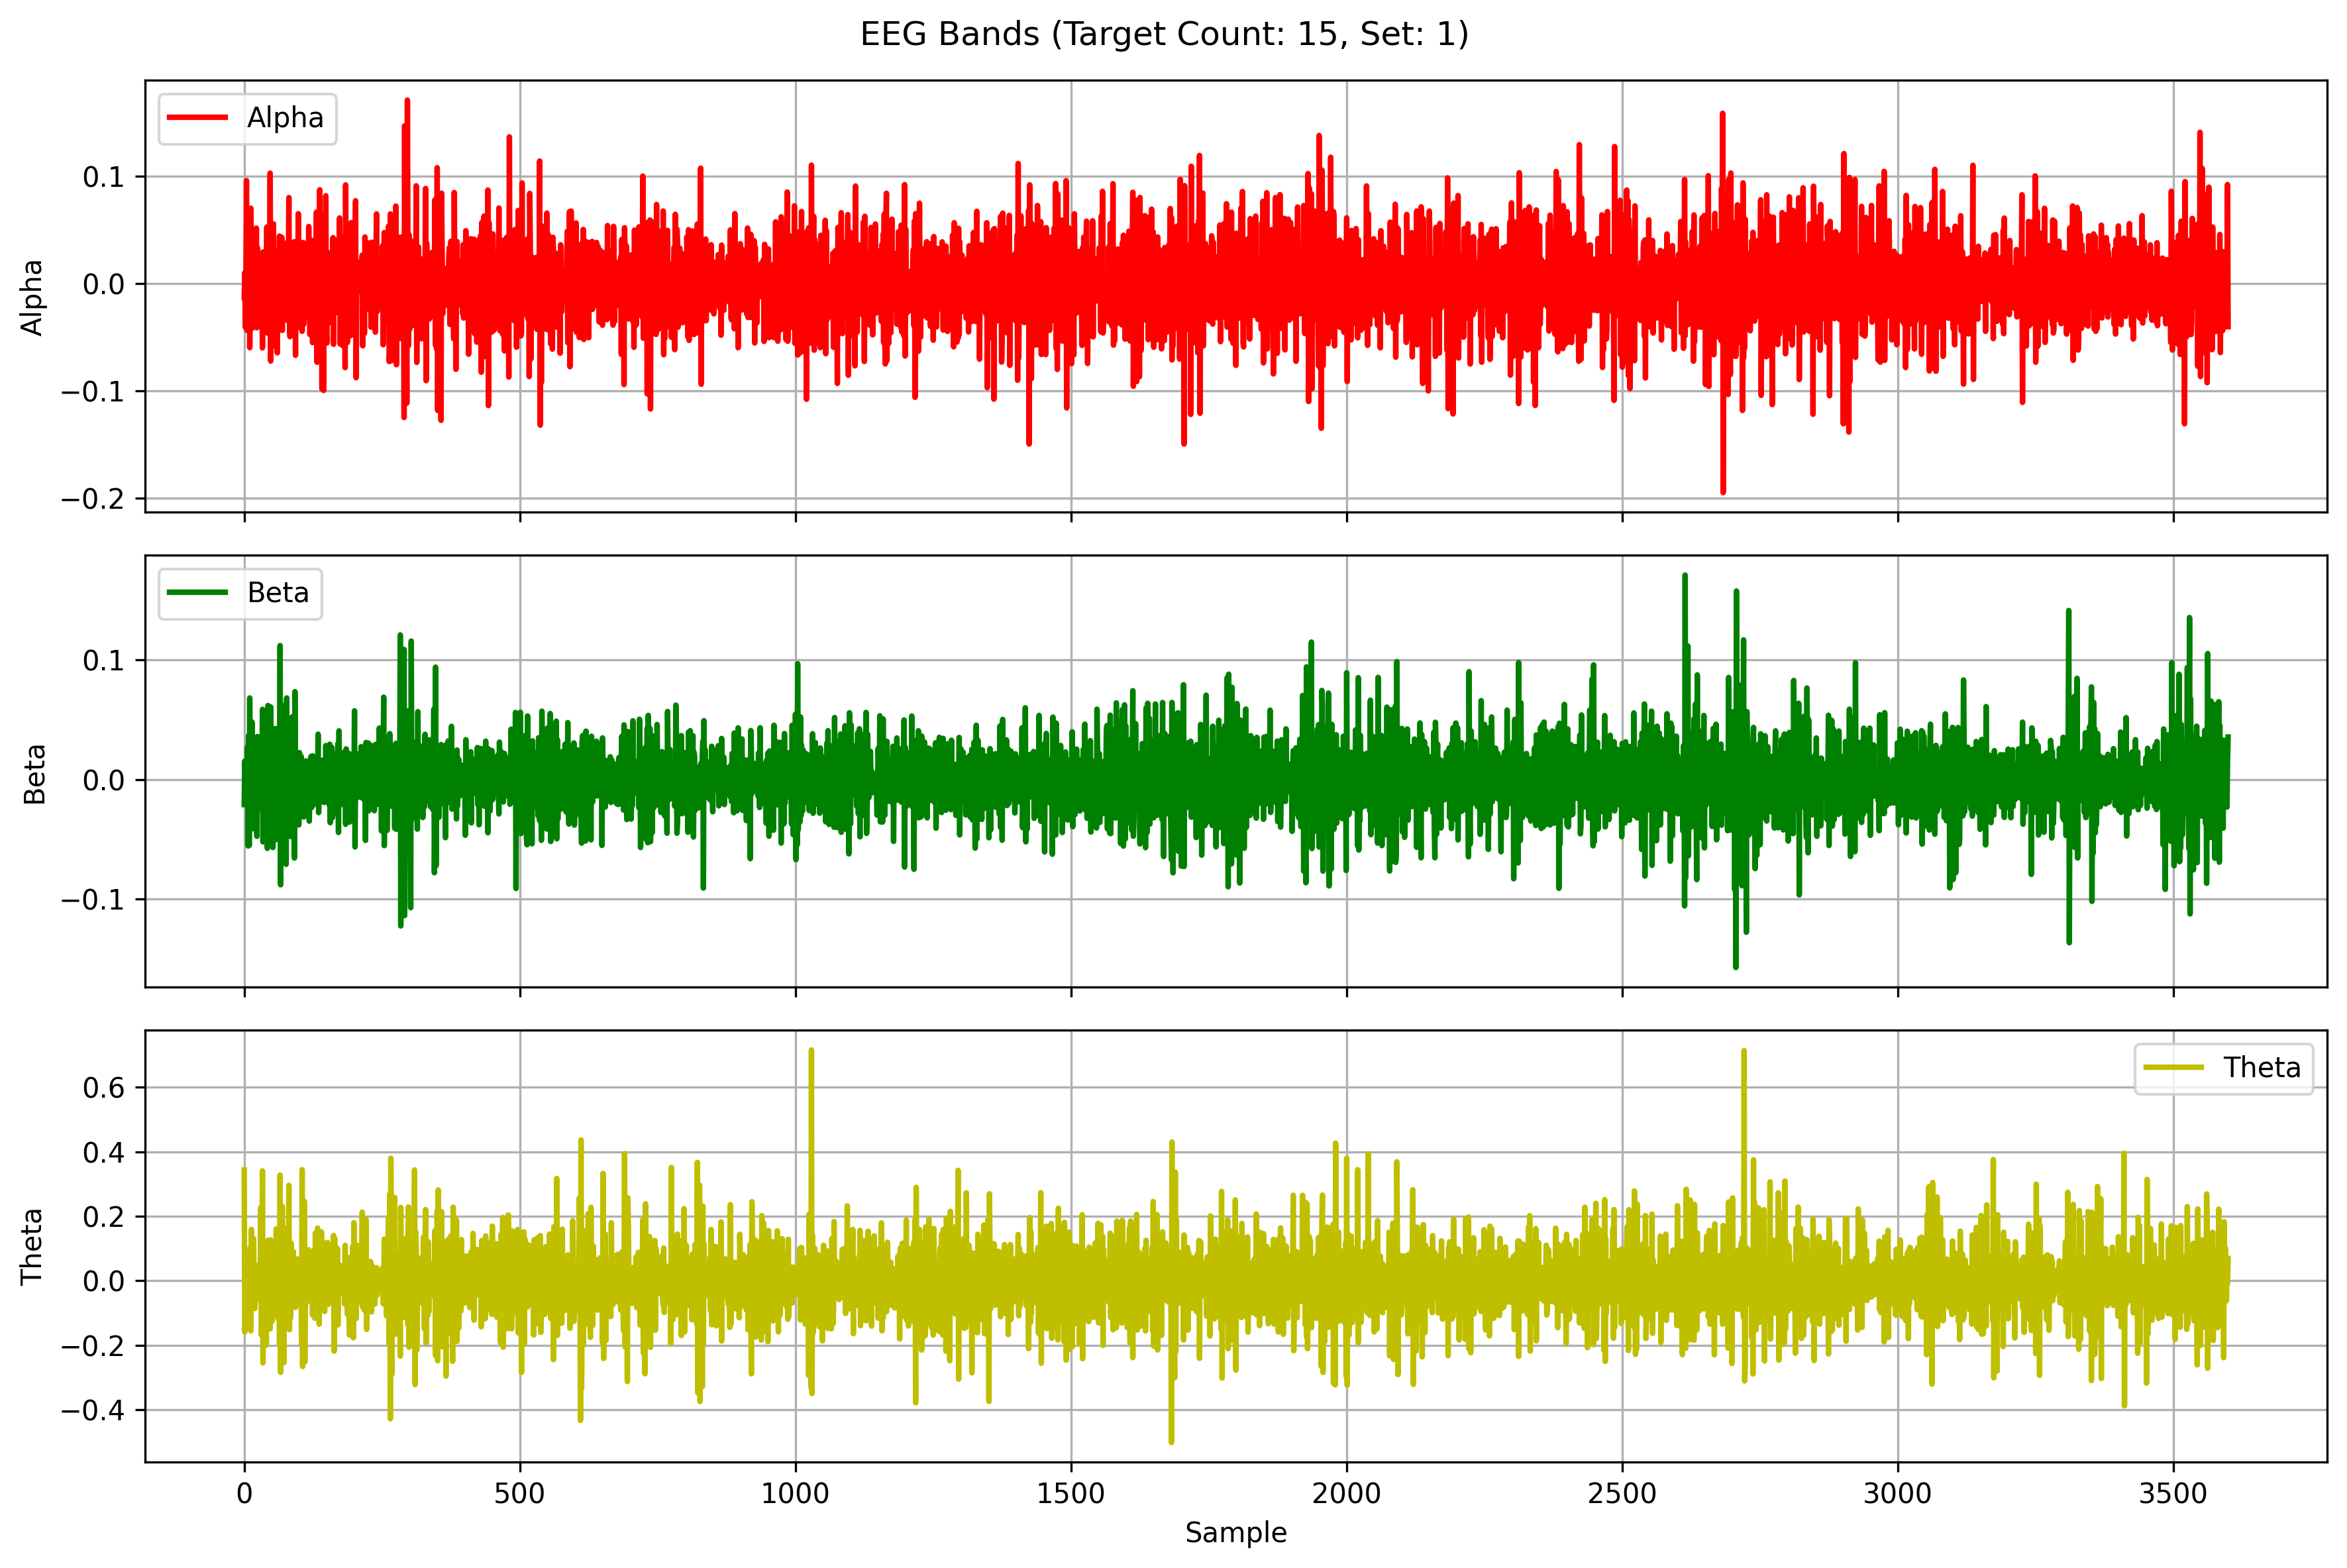 EEG Bands (Target Count: 15, Set: 1)
Alpha
0.1
0.0
−0.1
−0.2
Alpha
Beta
0.1
0.0
−0.1
Beta
Theta
0.6
0.4
0.2
0.0
−0.2
−0.4
Theta
0 500 1000 1500 2000 2500 3000 3500
Sample